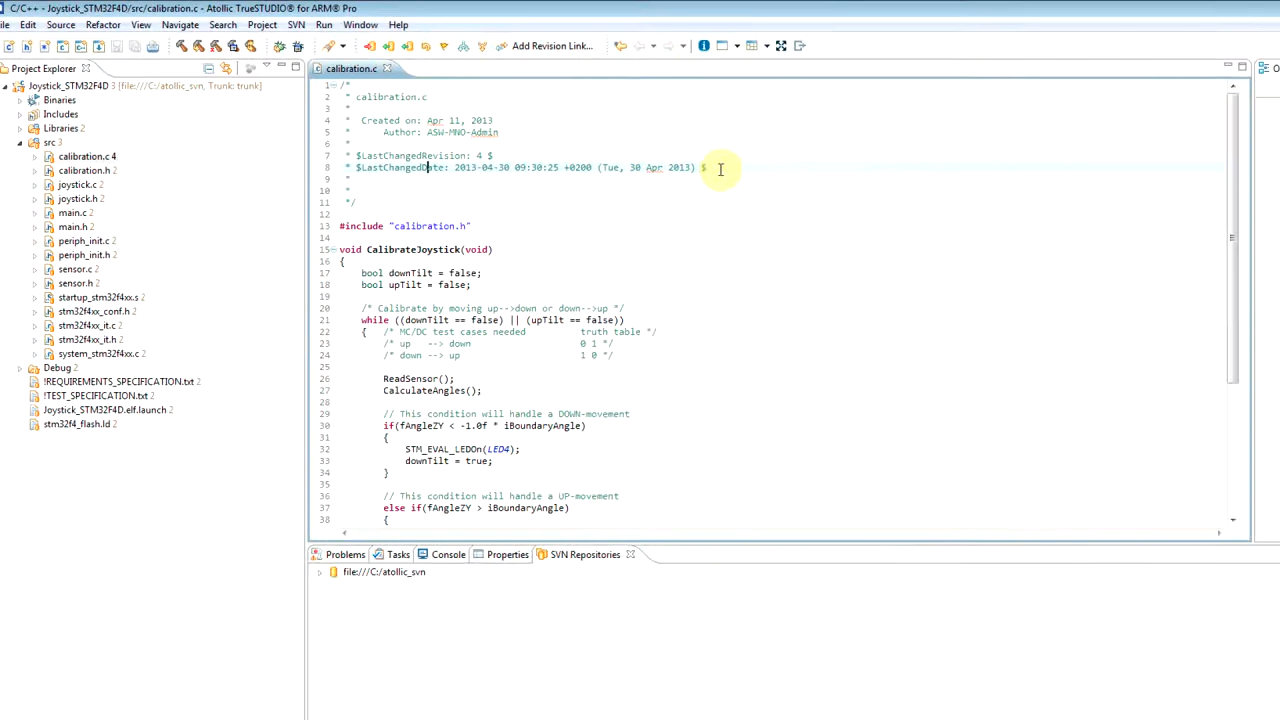 C/C++ - Joystick_STM32F4D/src/calibration.c - Atollic TrueSTUDIO® for ARM® Pro
Edit Source Refactor View Navigate Search Project SVN Run Window Help
Add Revision Link...
Project Explorer
Joystick_STM32F4D 3 [file:///C:/atollic_svn, Trunk: trunk]
Binaries
Includes
Libraries 2
src 3
calibration.c 4
calibration.h 2
joystick.c 2
joystick.h 2
main.c 2
main.h 2
periph_init.c 2
periph_init.h 2
sensor.c 2
sensor.h 2
startup_stm32f4xx.s 2
stm32f4xx_conf.h 2
stm32f4xx_it.c 2
stm32f4xx_it.h 2
system_stm32f4xx.c 2
Debug 2
!REQUIREMENTS_SPECIFICATION.txt 2
!TEST_SPECIFICATION.txt 2
Joystick_STM32F4D.elf.launch 2
stm32f4_flash.ld 2
calibration.c
1 /*
2 * calibration.c
3 *
4 * Created on: Apr 11, 2013
5 * Author: ASW-MNO-Admin
6 *
7 * $LastChangedRevision: 4 $
8 * $LastChangedDate: 2013-04-30 09:30:25 +0200 (Tue, 30 Apr 2013) $
9 *
10 *
11 */
12
13 #include "calibration.h"
14
15 void CalibrateJoystick(void)
16 {
17 bool downTilt = false;
18 bool upTilt = false;
19
20 /* Calibrate by moving up-->down or down-->up */
21 while ((downTilt == false) || (upTilt == false))
22 { /* MC/DC test cases needed truth table */
23 /* up --> down 0 1 */
24 /* down --> up 1 0 */
25
26 ReadSensor();
27 CalculateAngles();
28
29 // This condition will handle a DOWN-movement
30 if(fAngleZY < -1.0f * iBoundaryAngle)
31 {
32 STM_EVAL_LEDOn(LED4);
33 downTilt = true;
34 }
35
36 // This condition will handle a UP-movement
37 else if(fAngleZY > iBoundaryAngle)
38 {
Problems Tasks Console Properties SVN Repositories
file:///C:/atollic_svn